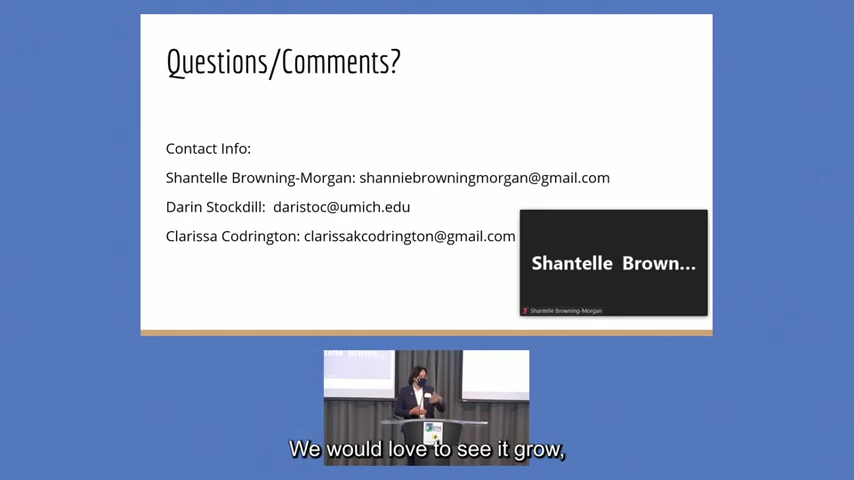 Questions/Comments?
Contact Info:
Shantelle Browning-Morgan: shanniebrowningmorgan@gmail.com
Darin Stockdill: daristoc@umich.edu
Clarissa Codrington: clarissakcodrington@gmail.com
Shantelle Brown...
Shantelle Browning-Morgan
We would love to see it grow,